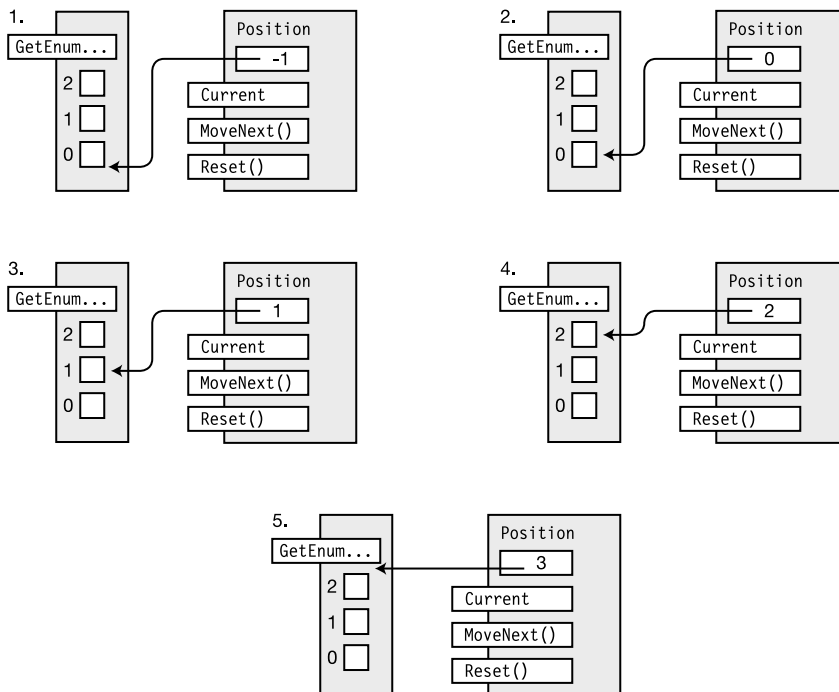 1.
GetEnum...
2
1
0
Position
-1
Current
MoveNext()
Reset()
2.
GetEnum...
2
1
0
Position
0
Current
MoveNext()
Reset()
3.
GetEnum...
2
1
0
Position
1
Current
MoveNext()
Reset()
4.
GetEnum...
2
1
0
Position
2
Current
MoveNext()
Reset()
5.
GetEnum...
2
1
0
Position
3
Current
MoveNext()
Reset()